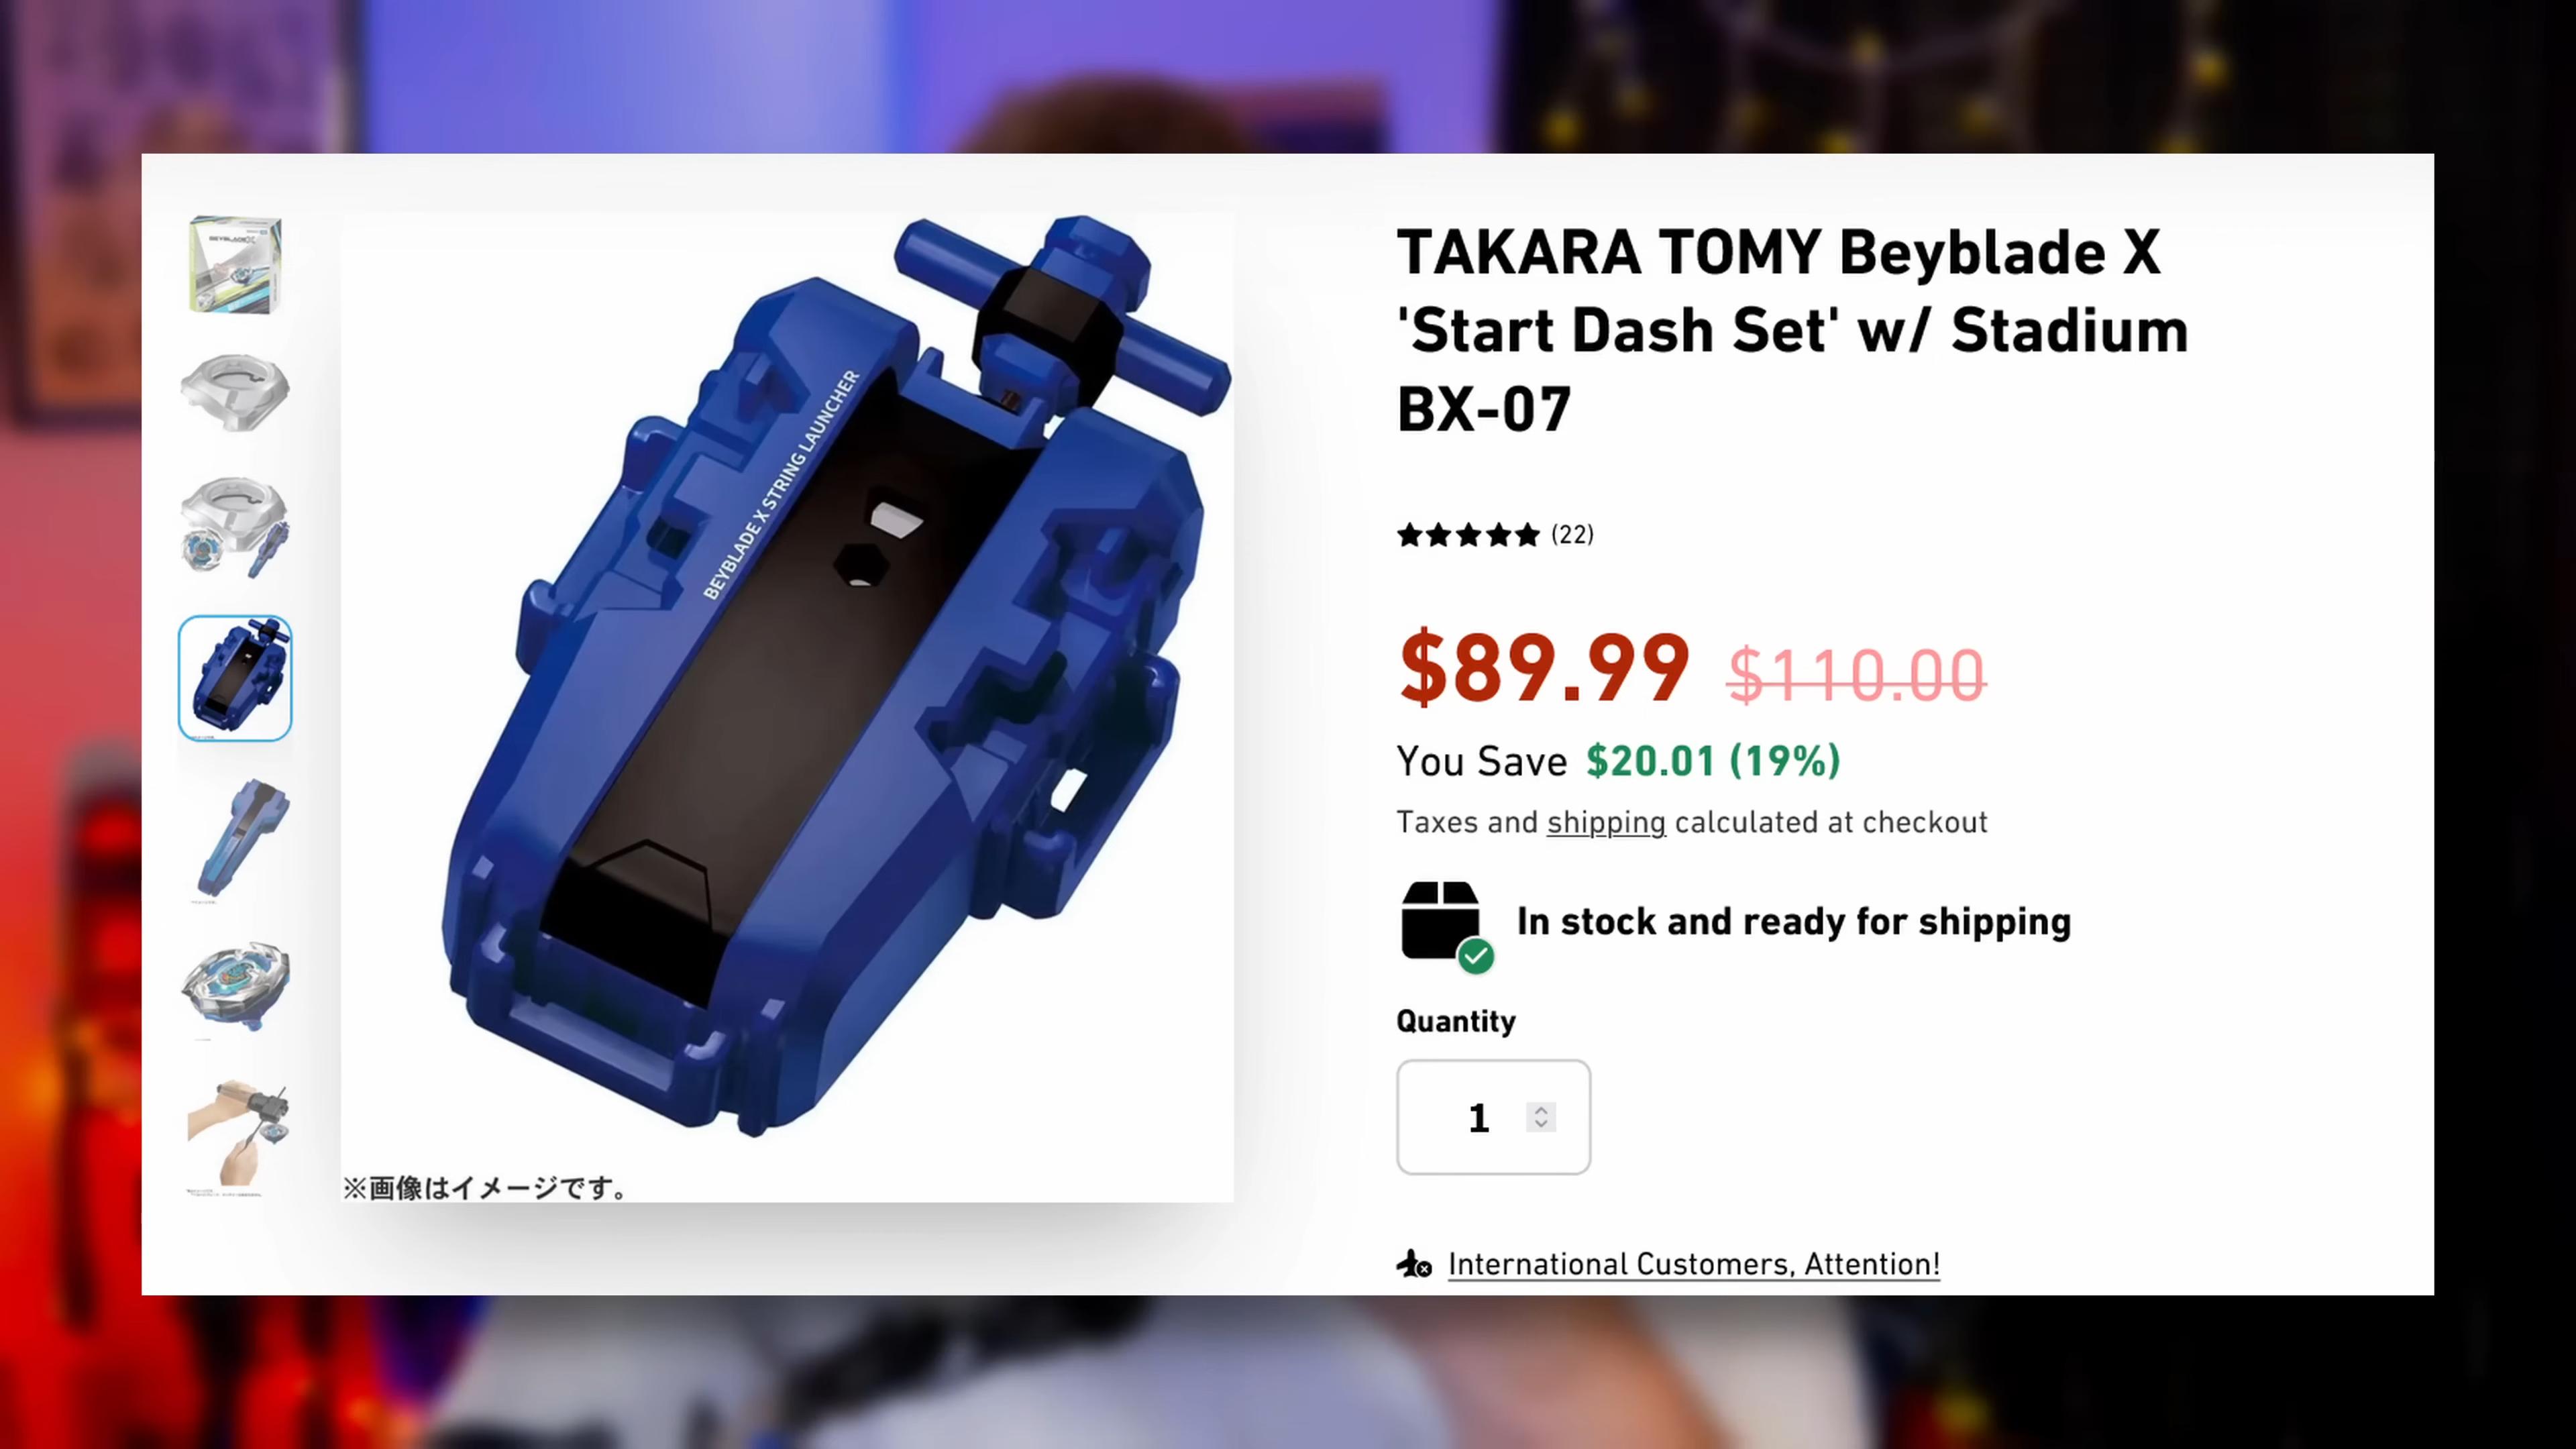 TAKARA TOMY Beyblade X
'Start Dash Set' w/ Stadium
BX-07
(22)
$89.99 $110.00
You Save $20.01 (19%)
Taxes and shipping calculated at checkout
In stock and ready for shipping
Quantity
1
International Customers, Attention!
BEYBLADE X STRING LAUNCHER
※画像はイメージです。
BEYBLADE X